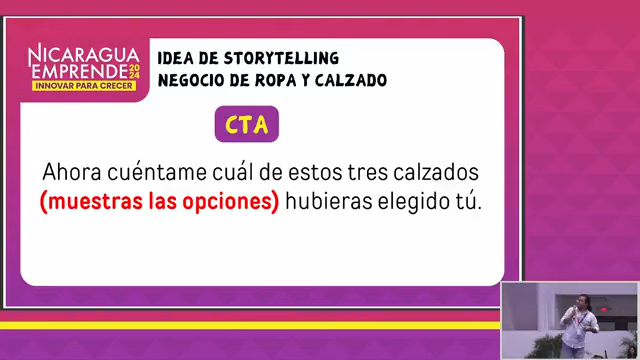 NICARAGUA
EMPRENDE 2024
INNOVAR PARA CRECER
IDEA DE STORYTELLING
NEGOCIO DE ROPA Y CALZADO
CTA
Ahora cuéntame cuál de estos tres calzados
(muestras las opciones) hubieras elegido tú.